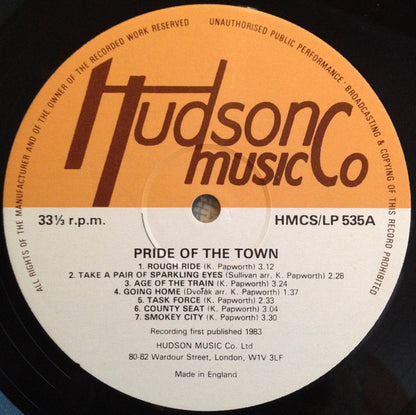 ALL RIGHTS OF THE MANUFACTURER AND OF THE OWNER OF THE RECORDED WORK RESERVED
UNAUTHORISED PUBLIC PERFORMANCE · BROADCASTING & COPYING OF THIS RECORD PROHIBITED
Hudson
musicCo
33⅓ r.p.m.
HMCS/LP 535A
PRIDE OF THE TOWN
1. ROUGH RIDE (K. Papworth) 3.12
2. TAKE A PAIR OF SPARKLING EYES (Sullivan arr. K. Papworth) 2.28
3. AGE OF THE TRAIN (K. Papworth) 3.24
4. GOING HOME (Dvořák arr. K. Papworth) 1.37
5. TASK FORCE (K. Papworth) 2.33
6. COUNTY SEAT (K. Papworth) 3.04
7. SMOKEY CITY (K. Papworth) 3.30
Recording first published 1983
HUDSON MUSIC Co. Ltd
80-82 Wardour Street, London, W1V 3LF
Made in England